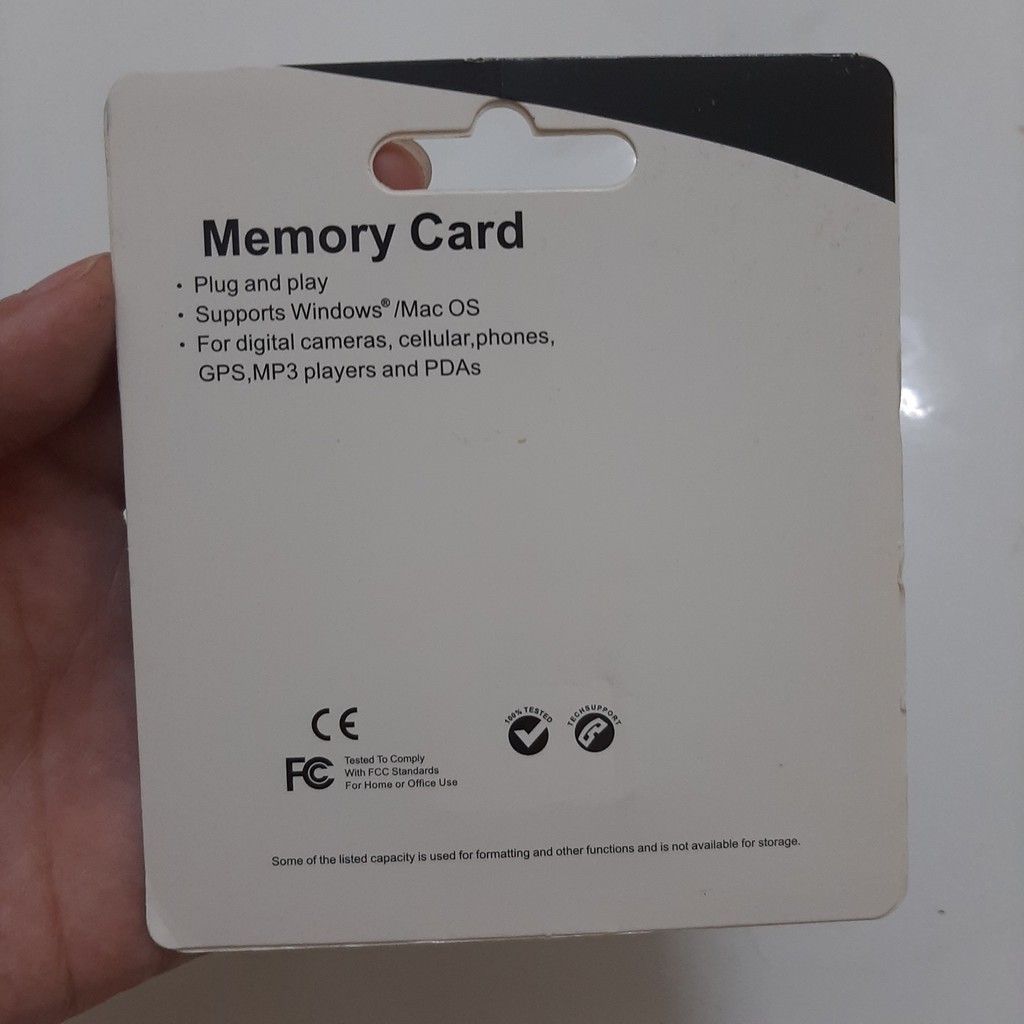 Memory Card
· Plug and play
· Supports Windows® /Mac OS
· For digital cameras, cellular,phones,
GPS,MP3 players and PDAs
CE
FC
Tested To Comply
With FCC Standards
For Home or Office Use
100% TESTED
TECHSUPPORT
Some of the listed capacity is used for formatting and other functions and is not available for storage.